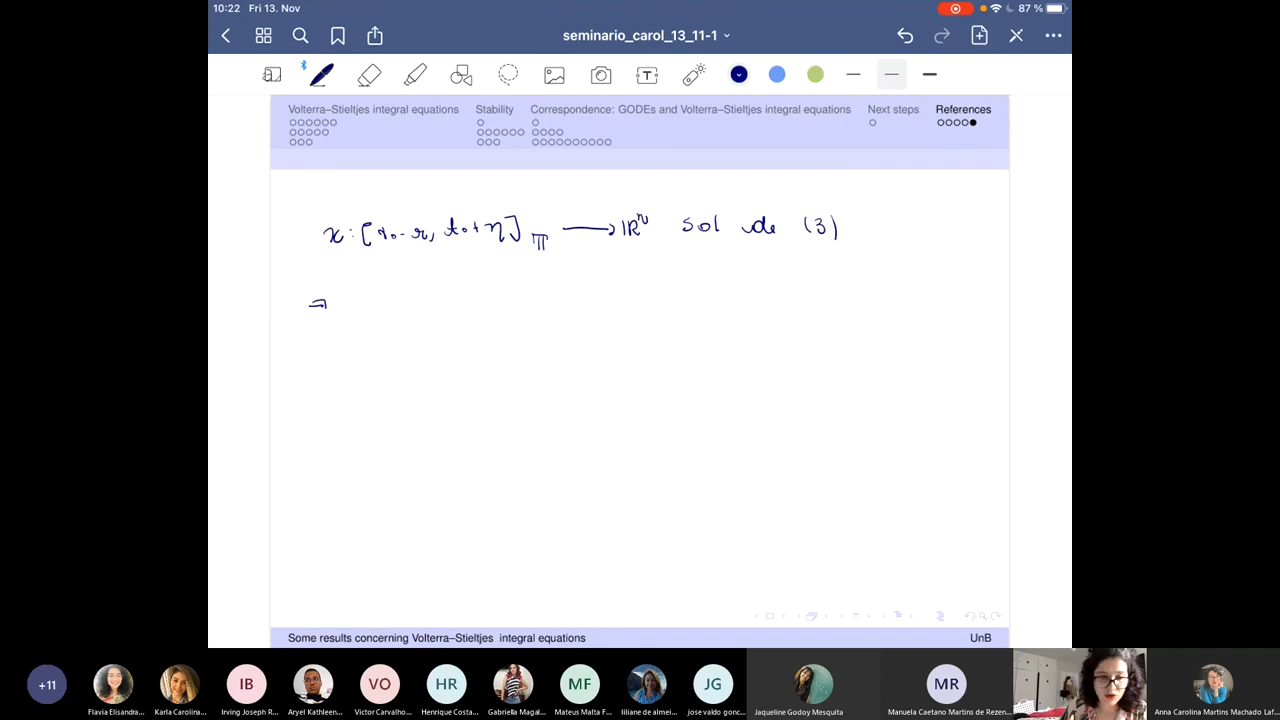 10:22 Fri 13. Nov
87 %
seminario_carol_13_11-1
Volterra–Stieltjes integral equations Stability Correspondence: GODEs and Volterra–Stieltjes integral equations Next steps References
x: [t₀ - r, t₀ + η]_𝕋 ⟶ ℝⁿ sol de (3)
⇒
Some results concerning Volterra–Stieltjes integral equations UnB
+11 IB VO HR MF JG MR
Flavia Elisandra... Karla Carolina... Irving Joseph R... Aryel Kathleen... Victor Carvalho... Henrique Costa... Gabriella Magal... Mateus Malta F... liliane de almei... jose valdo gonc... Jaqueline Godoy Mesquita Manuela Caetano Martins de Rezen... Anna Carolina Martins Machado Laf...